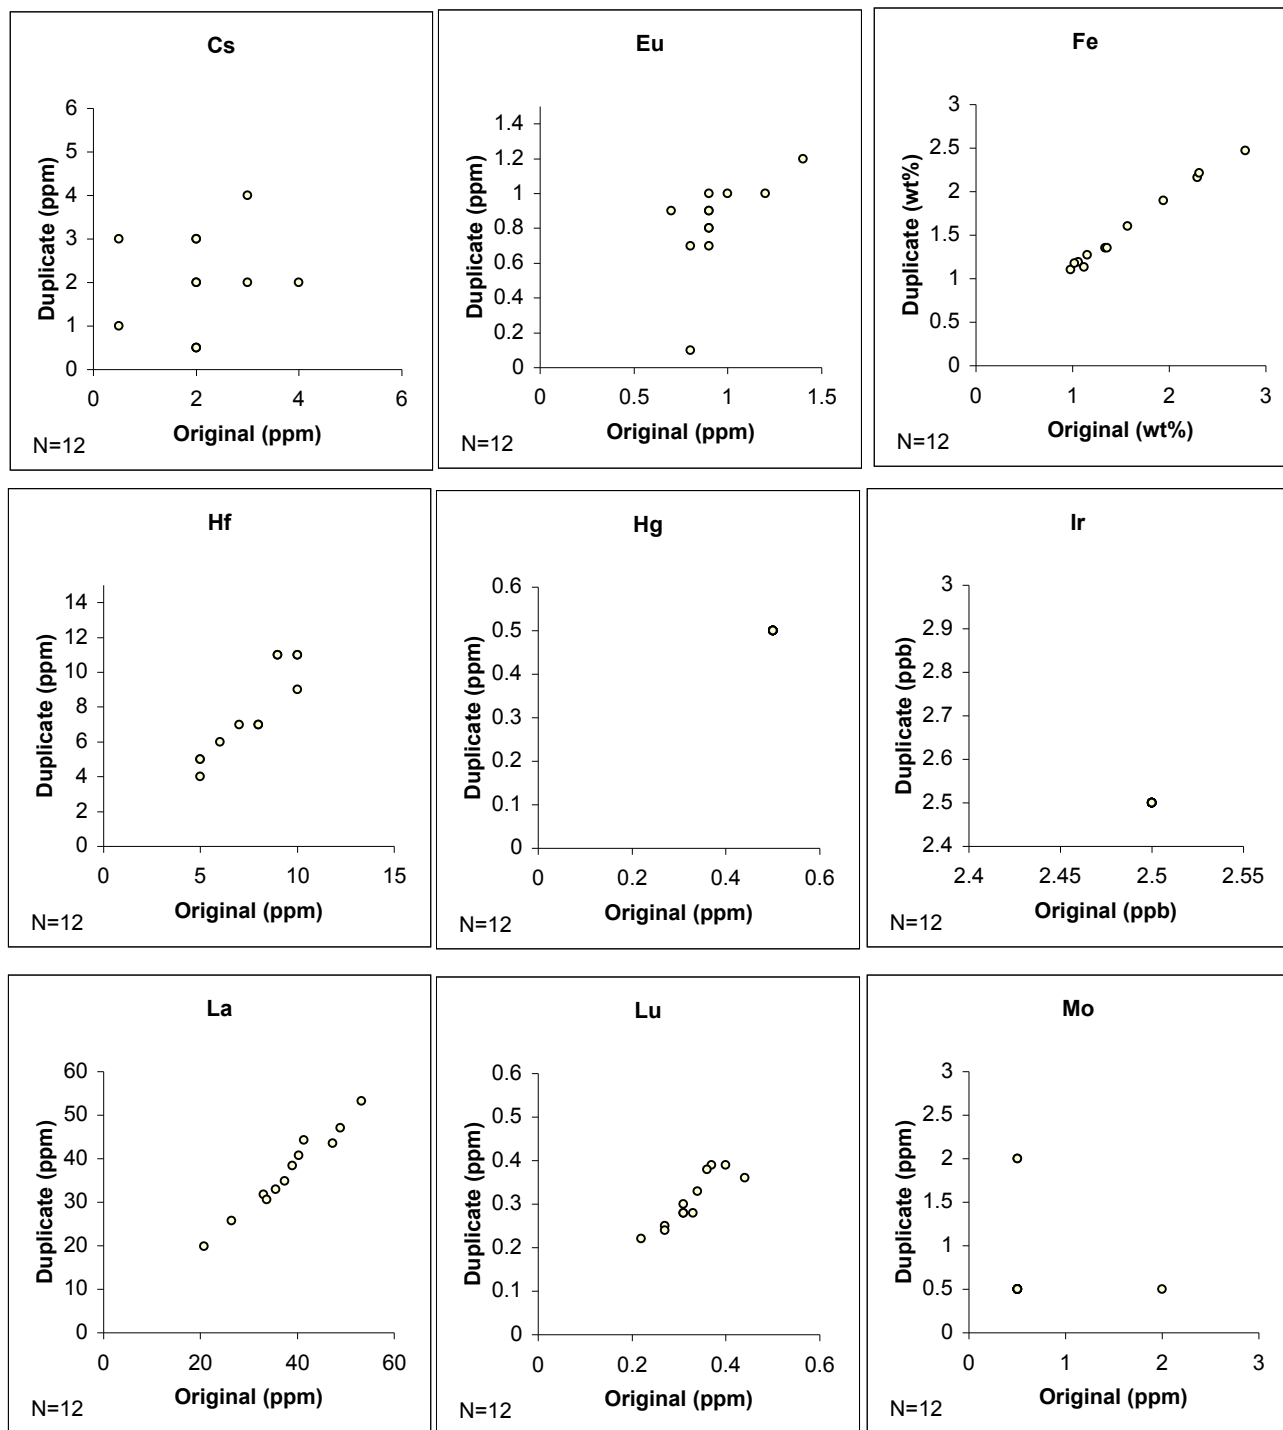 Cs
6
5
4
3
2
1
0
Duplicate (ppm)
0 2 4 6
Original (ppm)
N=12
Eu
1.4
1.2
1
0.8
0.6
0.4
0.2
0
Duplicate (ppm)
0 0.5 1 1.5
Original (ppm)
N=12
Fe
3
2.5
2
1.5
1
0.5
0
Duplicate (wt%)
0 1 2 3
Original (wt%)
N=12
Hf
14
12
10
8
6
4
2
0
Duplicate (ppm)
0 5 10 15
Original (ppm)
N=12
Hg
0.6
0.5
0.4
0.3
0.2
0.1
0
Duplicate (ppm)
0 0.2 0.4 0.6
Original (ppm)
N=12
Ir
3
2.9
2.8
2.7
2.6
2.5
2.4
Duplicate (ppb)
2.4 2.45 2.5 2.55
Original (ppb)
N=12
La
60
50
40
30
20
10
0
Duplicate (ppm)
0 20 40 60
Original (ppm)
N=12
Lu
0.6
0.5
0.4
0.3
0.2
0.1
0
Duplicate (ppm)
0 0.2 0.4 0.6
Original (ppm)
N=12
Mo
3
2.5
2
1.5
1
0.5
0
Duplicate (ppm)
0 1 2 3
Original (ppm)
N=12